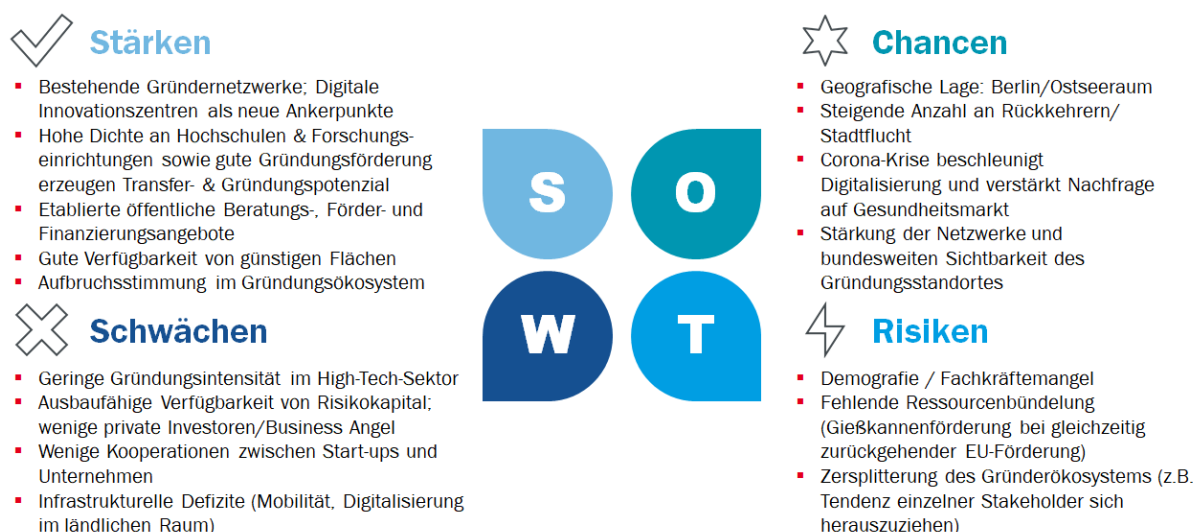 Stärken
Bestehende Gründernetzwerke; Digitale
Innovationszentren als neue Ankerpunkte
Hohe Dichte an Hochschulen & Forschungs-
einrichtungen sowie gute Gründungsförderung
erzeugen Transfer- & Gründungspotenzial
Etablierte öffentliche Beratungs-, Förder- und
Finanzierungsangebote
Gute Verfügbarkeit von günstigen Flächen
Aufbruchsstimmung im Gründungsökosystem
Schwächen
Geringe Gründungsintensität im High-Tech-Sektor
Ausbaufähige Verfügbarkeit von Risikokapital;
wenige private Investoren/Business Angel
Wenige Kooperationen zwischen Start-ups und
Unternehmen
Infrastrukturelle Defizite (Mobilität, Digitalisierung
im ländlichen Raum)
S
O
W
T
Chancen
Geografische Lage: Berlin/Ostseeraum
Steigende Anzahl an Rückkehrern/
Stadtflucht
Corona-Krise beschleunigt
Digitalisierung und verstärkt Nachfrage
auf Gesundheitsmarkt
Stärkung der Netzwerke und
bundesweiten Sichtbarkeit des
Gründungsstandortes
Risiken
Demografie / Fachkräftemangel
Fehlende Ressourcenbündelung
(Gießkannenförderung bei gleichzeitig
zurückgehender EU-Förderung)
Zersplitterung des Gründerökosystems (z.B.
Tendenz einzelner Stakeholder sich
herauszuziehen)